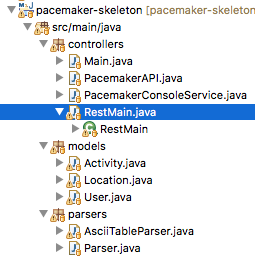 pacemaker-skeleton [pacemaker-skeleton
src/main/java
controllers
Main.java
PacemakerAPI.java
PacemakerConsoleService.java
RestMain.java
RestMain
models
Activity.java
Location.java
User.java
parsers
AsciiTableParser.java
Parser.java